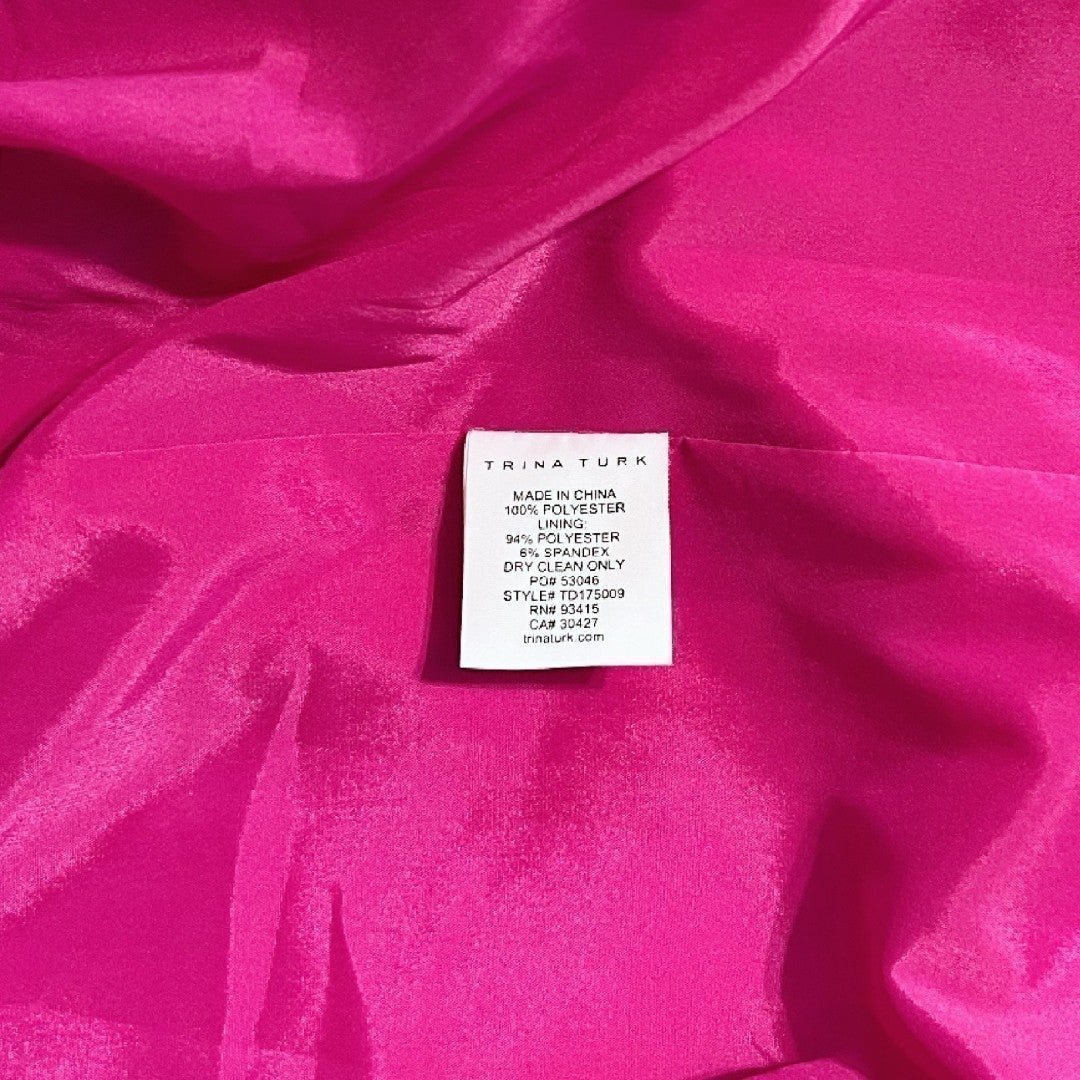 TRINA TURK
MADE IN CHINA
100% POLYESTER
LINING:
94% POLYESTER
6% SPANDEX
DRY CLEAN ONLY
PO# 53046
STYLE# TD175009
RN# 93415
CA# 30427
trinaturk.com